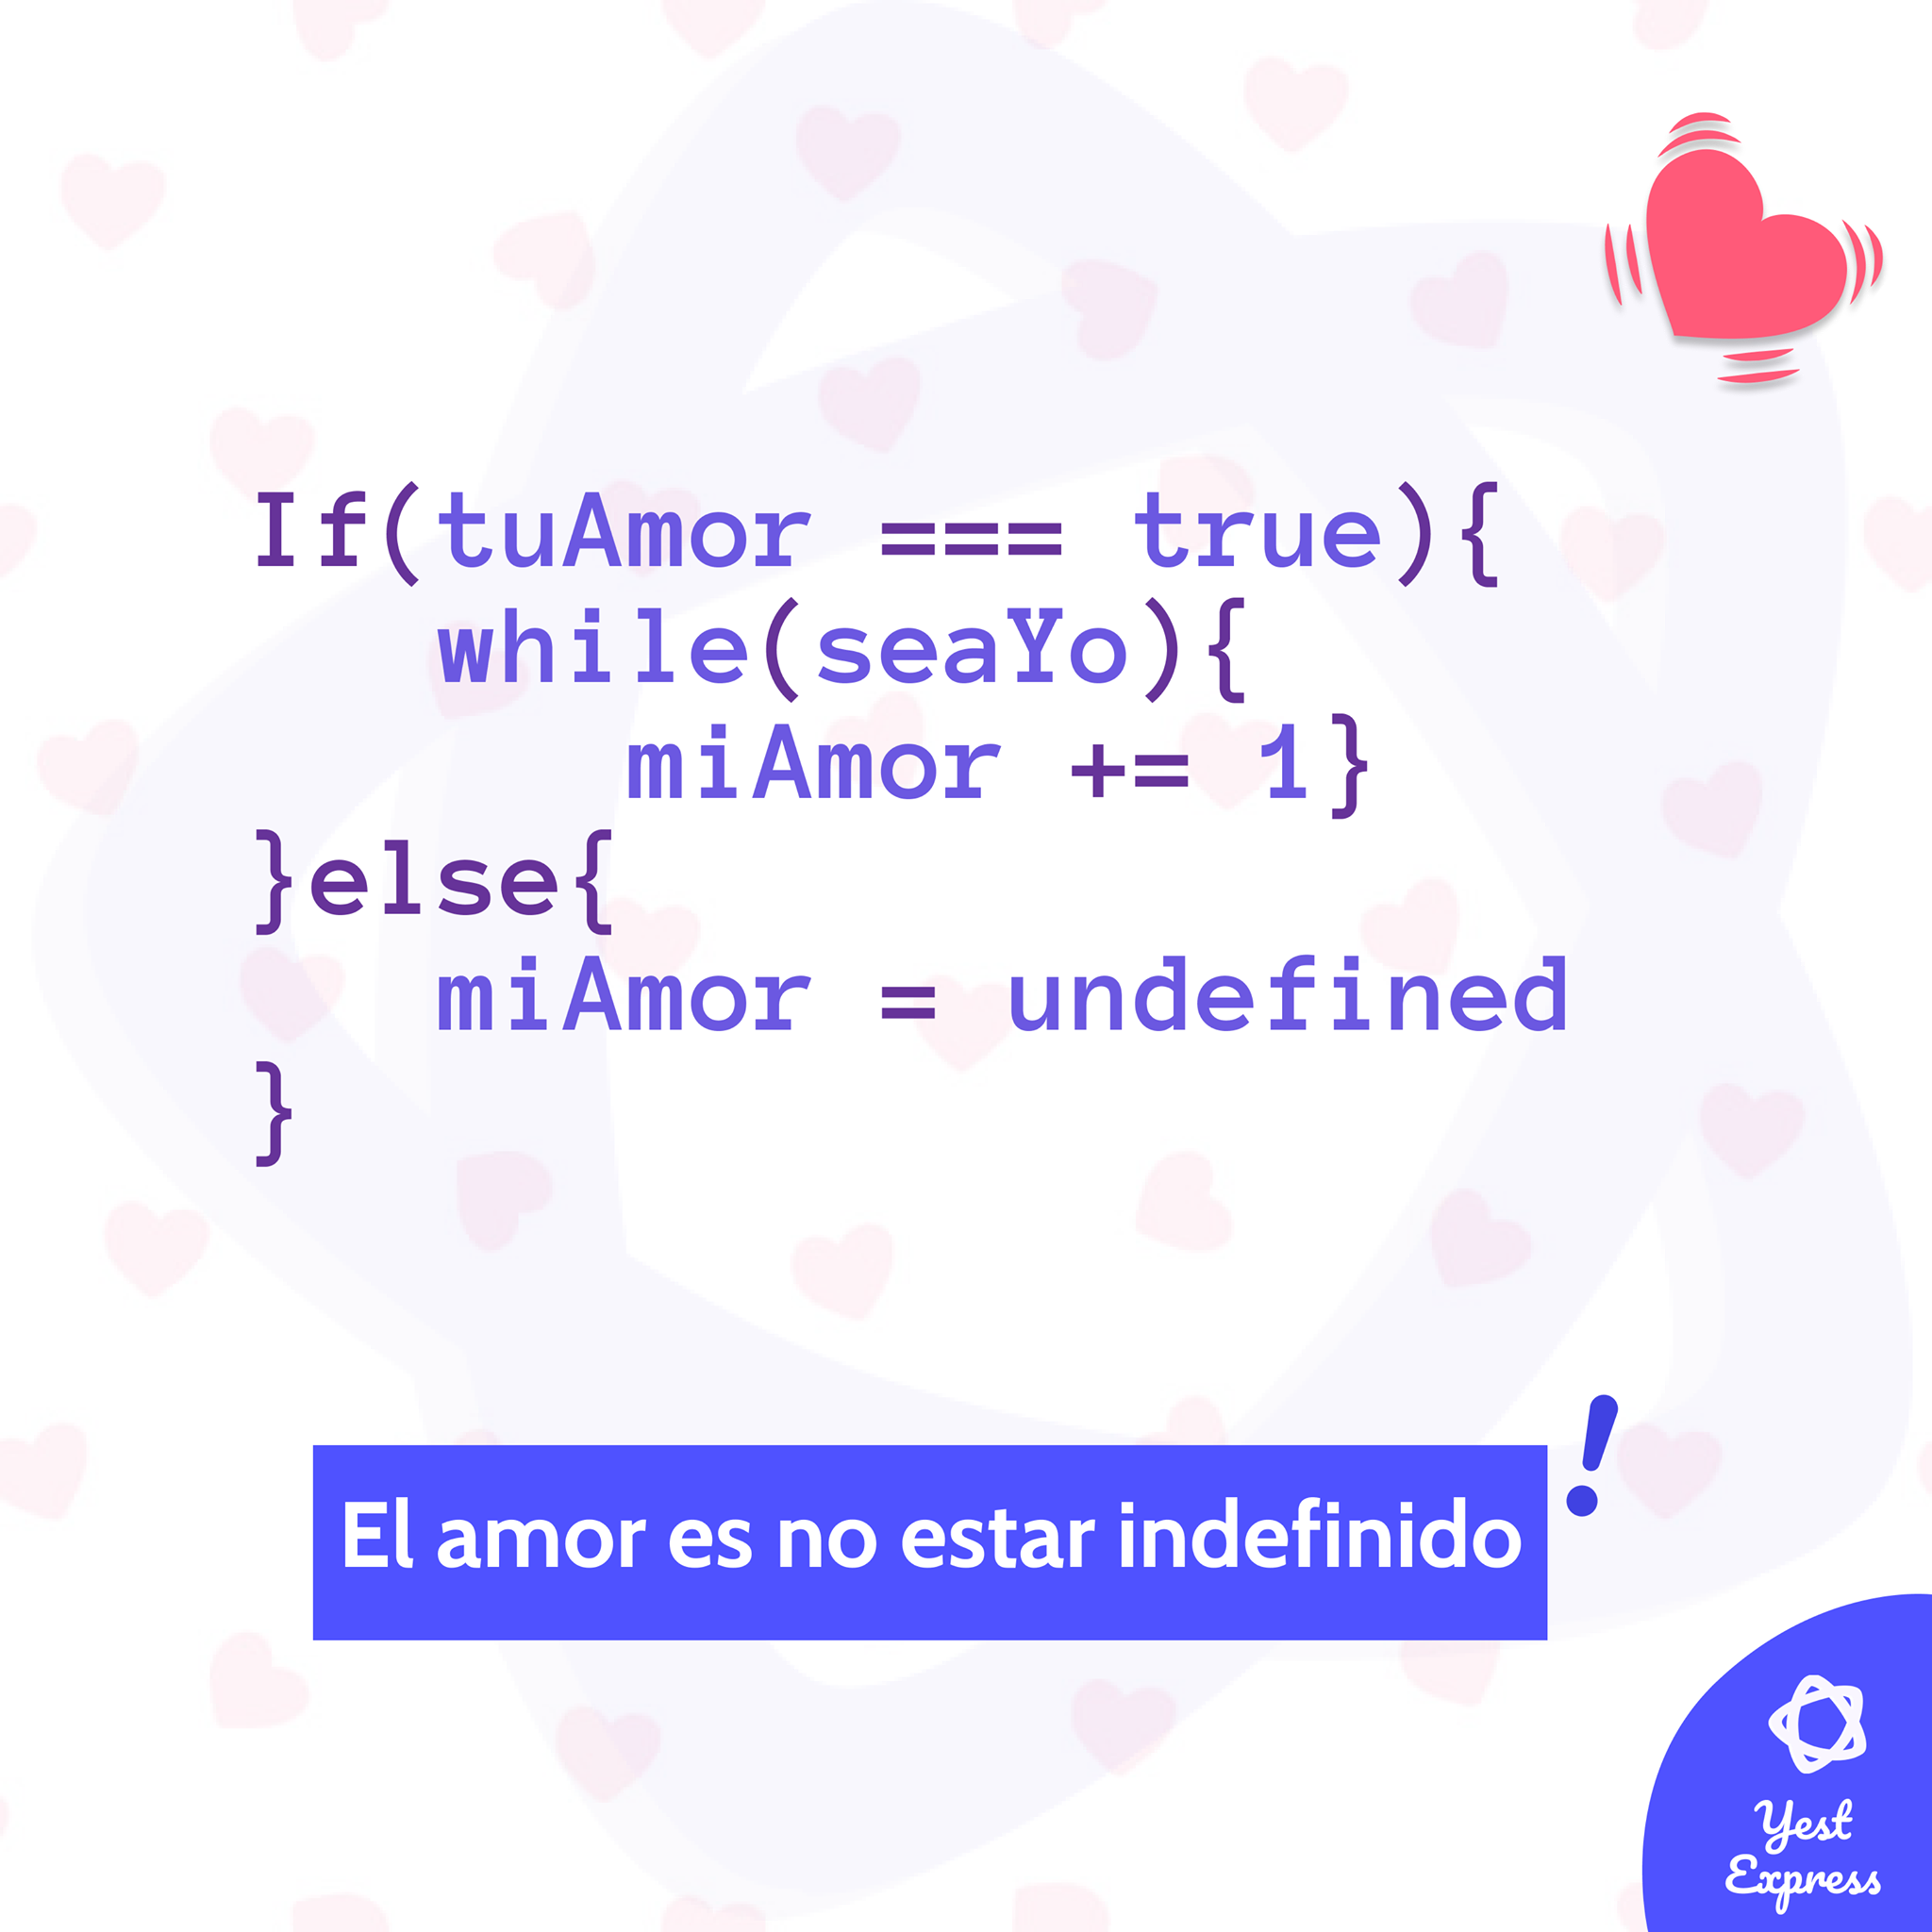 If(tuAmor === true){
while(seaYo){
miAmor += 1}
}else{
miAmor = undefined
}
El amor es no estar indefinido!
Yest
Express